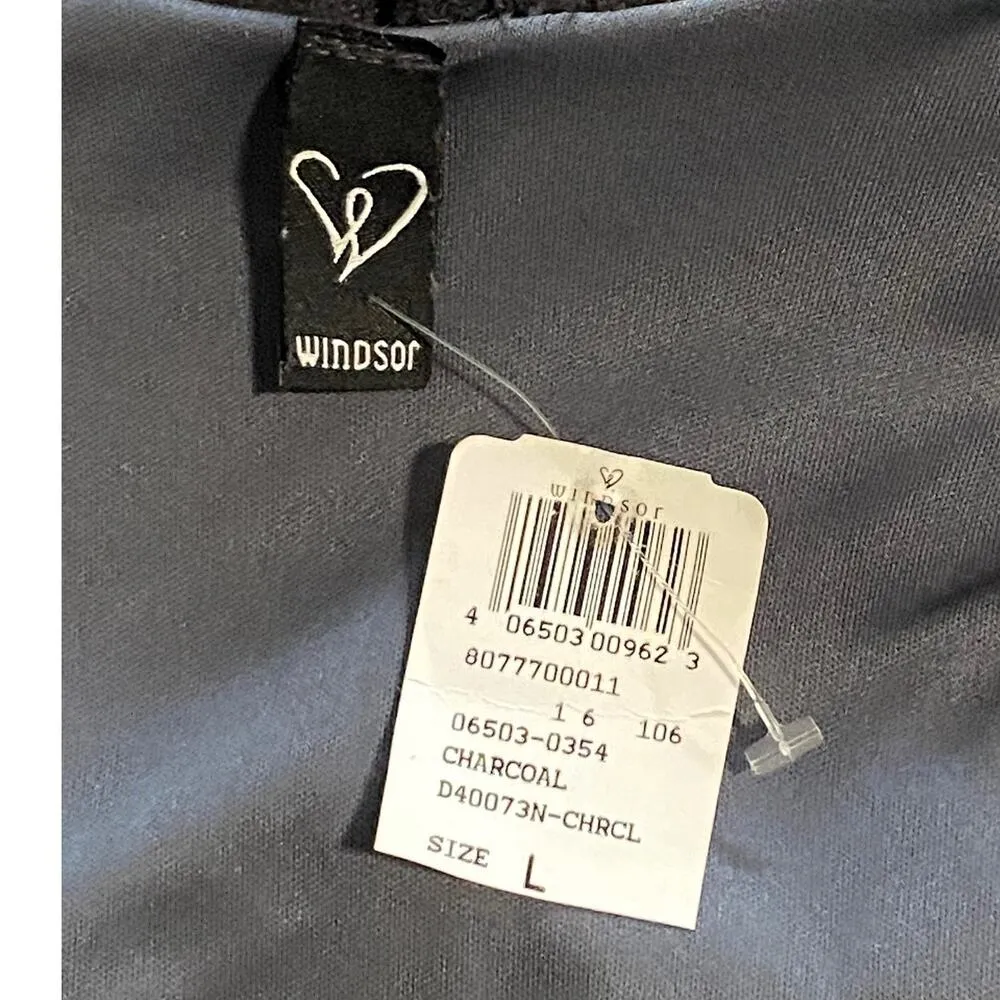 WINDSOR
WINDSOR
4 06503 00962 3
8077700011
1 6 106
06503-0354
CHARCOAL
D40073N-CHRCL
SIZE L